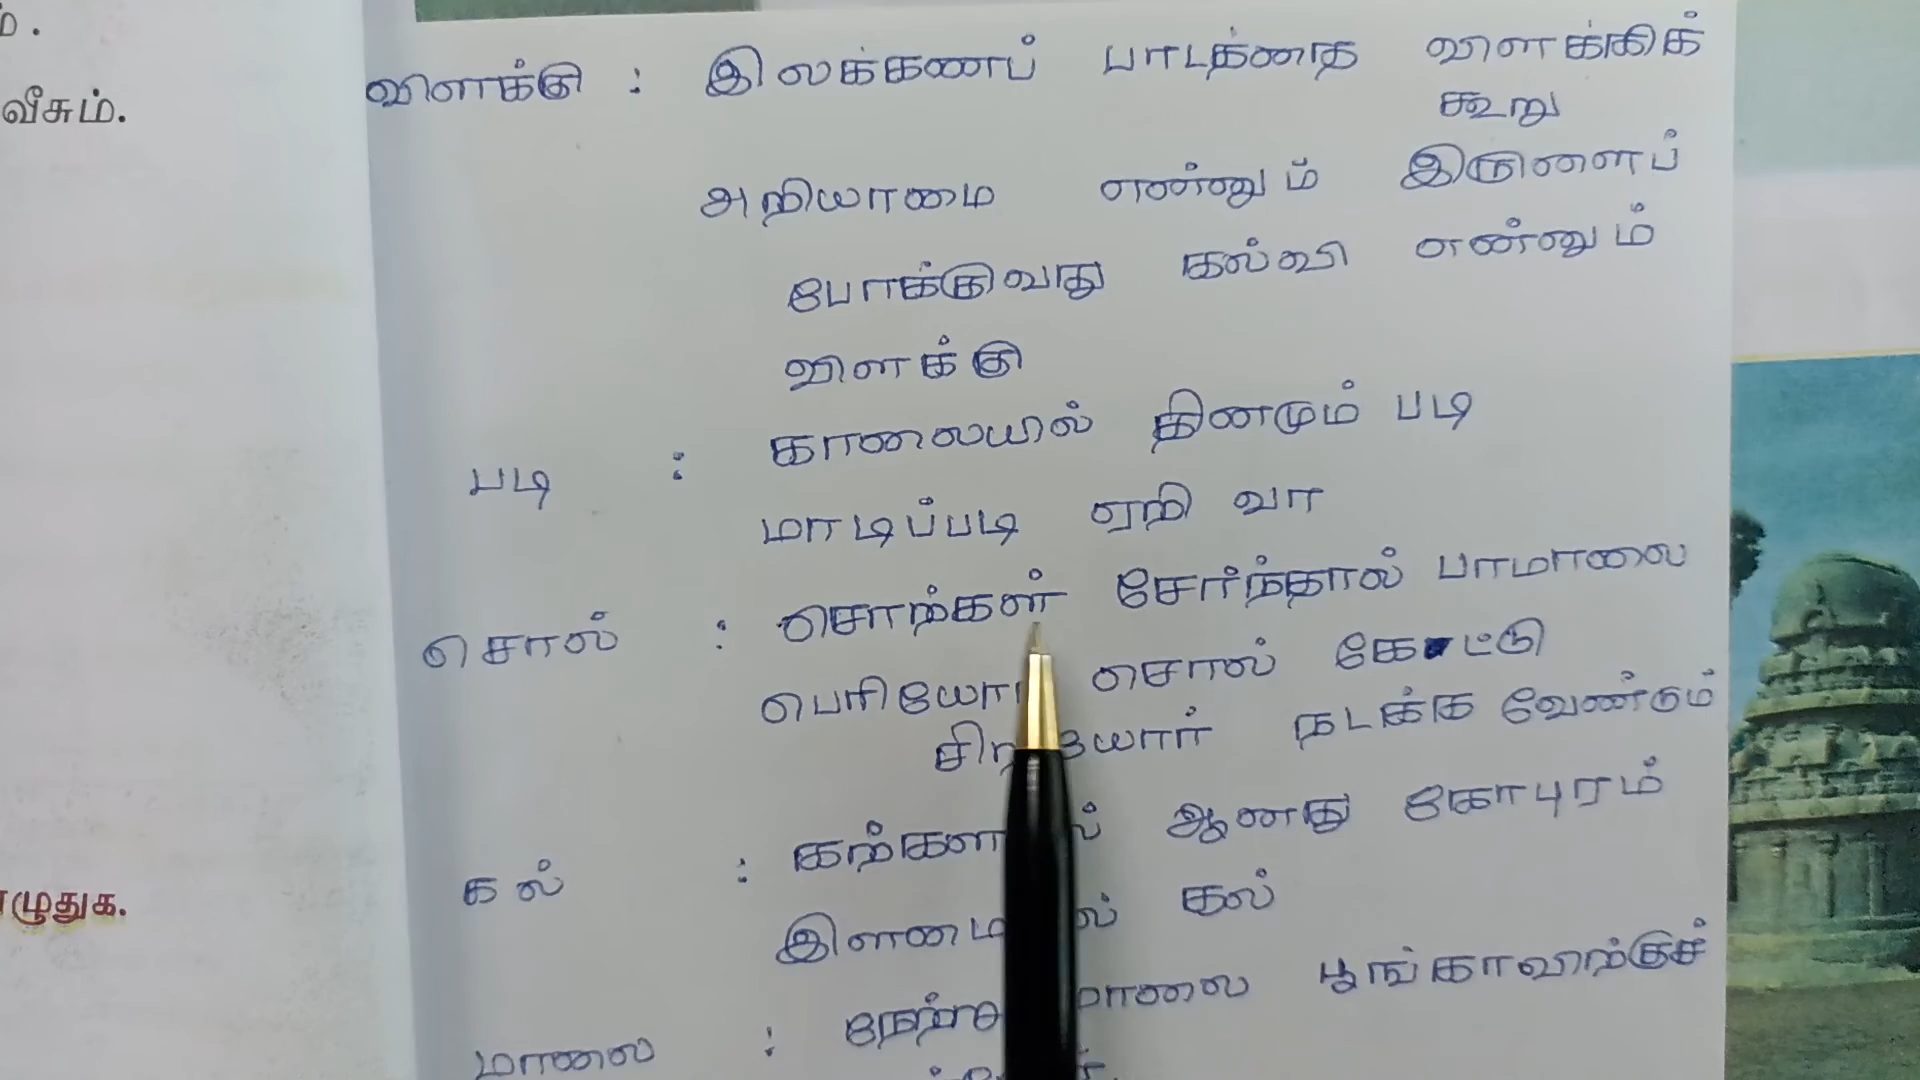 வீசும்.
விளக்கு : இலக்கணப் பாடத்தை விளக்கிக்
கூறு
அறியாமை என்னும் இருளைப்
போக்குவது கல்வி என்னும்
விளக்கு
படி : காலையில் தினமும் படி
மாடிப்படி ஏறி வா
சொல் : சொற்கள் சேர்ந்தால் பாமாலை
சொல் கேட்டு
நடக்க வேண்டும்
கல் : ஆனது கோபுரம்
கல்
மாலை : மாலை பூங்காவிற்குச்